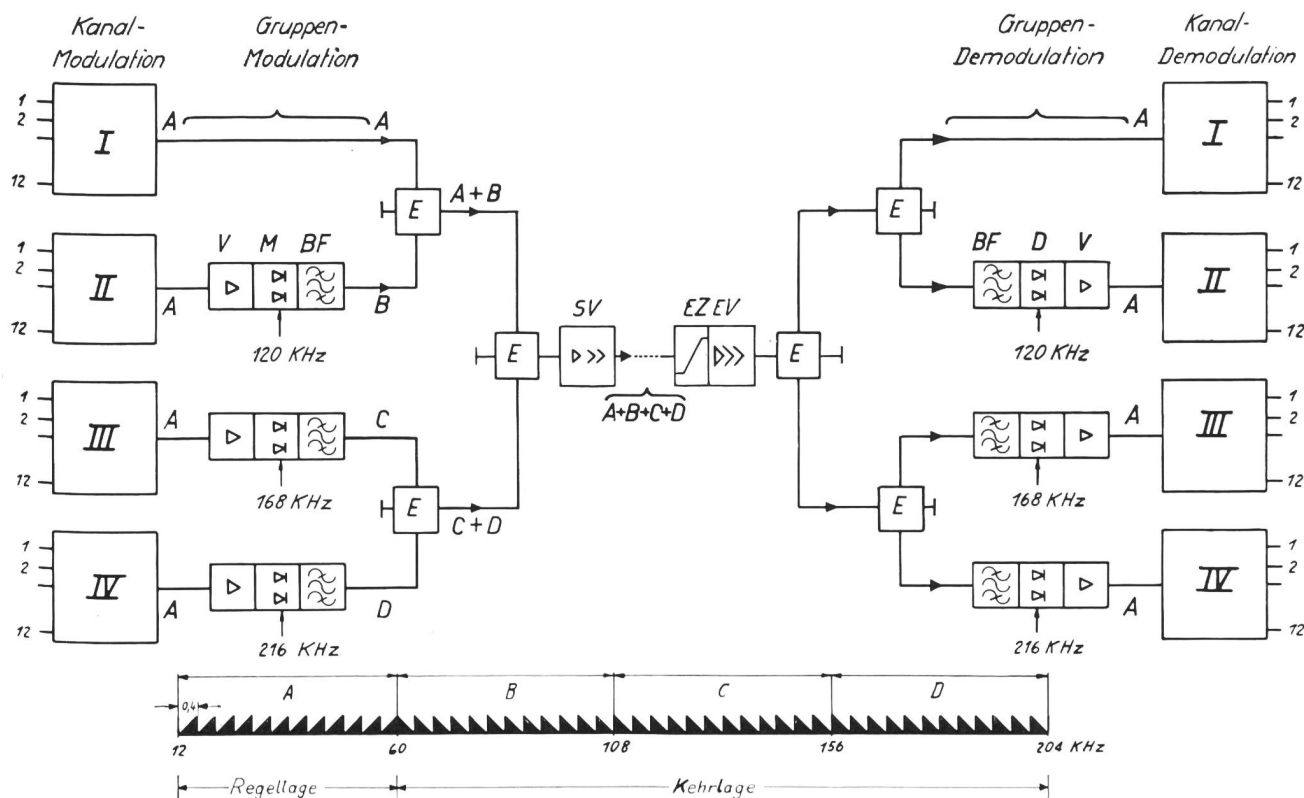 Kanal-
Modulation
Gruppen-
Modulation
Gruppen-
Demodulation
Kanal-
Demodulation
1
2
12
I
A
A
A
I
1
2
12
E
A+B
E
1
2
12
II
A
V M BF
B
120 KHz
BF D V
120 KHz
A
II
1
2
12
E
SV
A+B+C+D
EZ EV
E
1
2
12
III
A
C
168 KHz
168 KHz
A
III
1
2
12
E
C+D
E
1
2
12
IV
A
D
216 KHz
216 KHz
A
IV
1
2
12
A B C D
0,4
12 60 108 156 204 KHz
Regellage Kehrlage